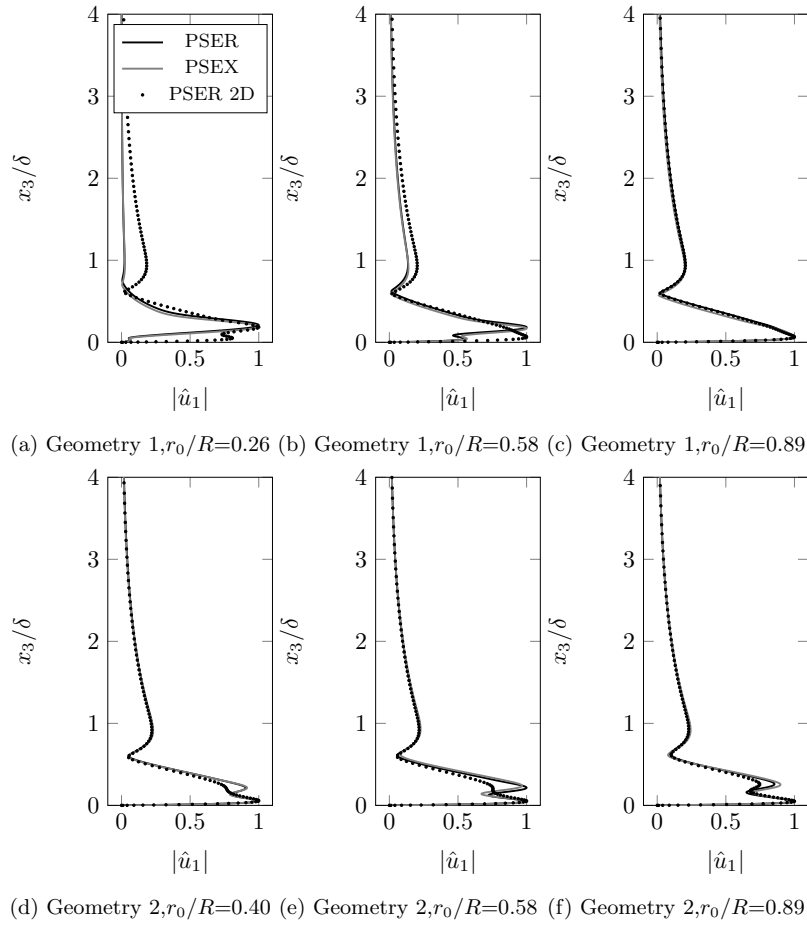 4
3
2
1
0
0
0.5
1
x₃/δ
|û₁|
PSER
PSEX
PSER 2D
4
3
2
1
0
0
0.5
1
x₃/δ
|û₁|
4
3
2
1
0
0
0.5
1
x₃/δ
|û₁|
(a) Geometry 1,r₀/R=0.26 (b) Geometry 1,r₀/R=0.58 (c) Geometry 1,r₀/R=0.89
4
3
2
1
0
0
0.5
1
x₃/δ
|û₁|
4
3
2
1
0
0
0.5
1
x₃/δ
|û₁|
4
3
2
1
0
0
0.5
1
x₃/δ
|û₁|
(d) Geometry 2,r₀/R=0.40 (e) Geometry 2,r₀/R=0.58 (f) Geometry 2,r₀/R=0.89